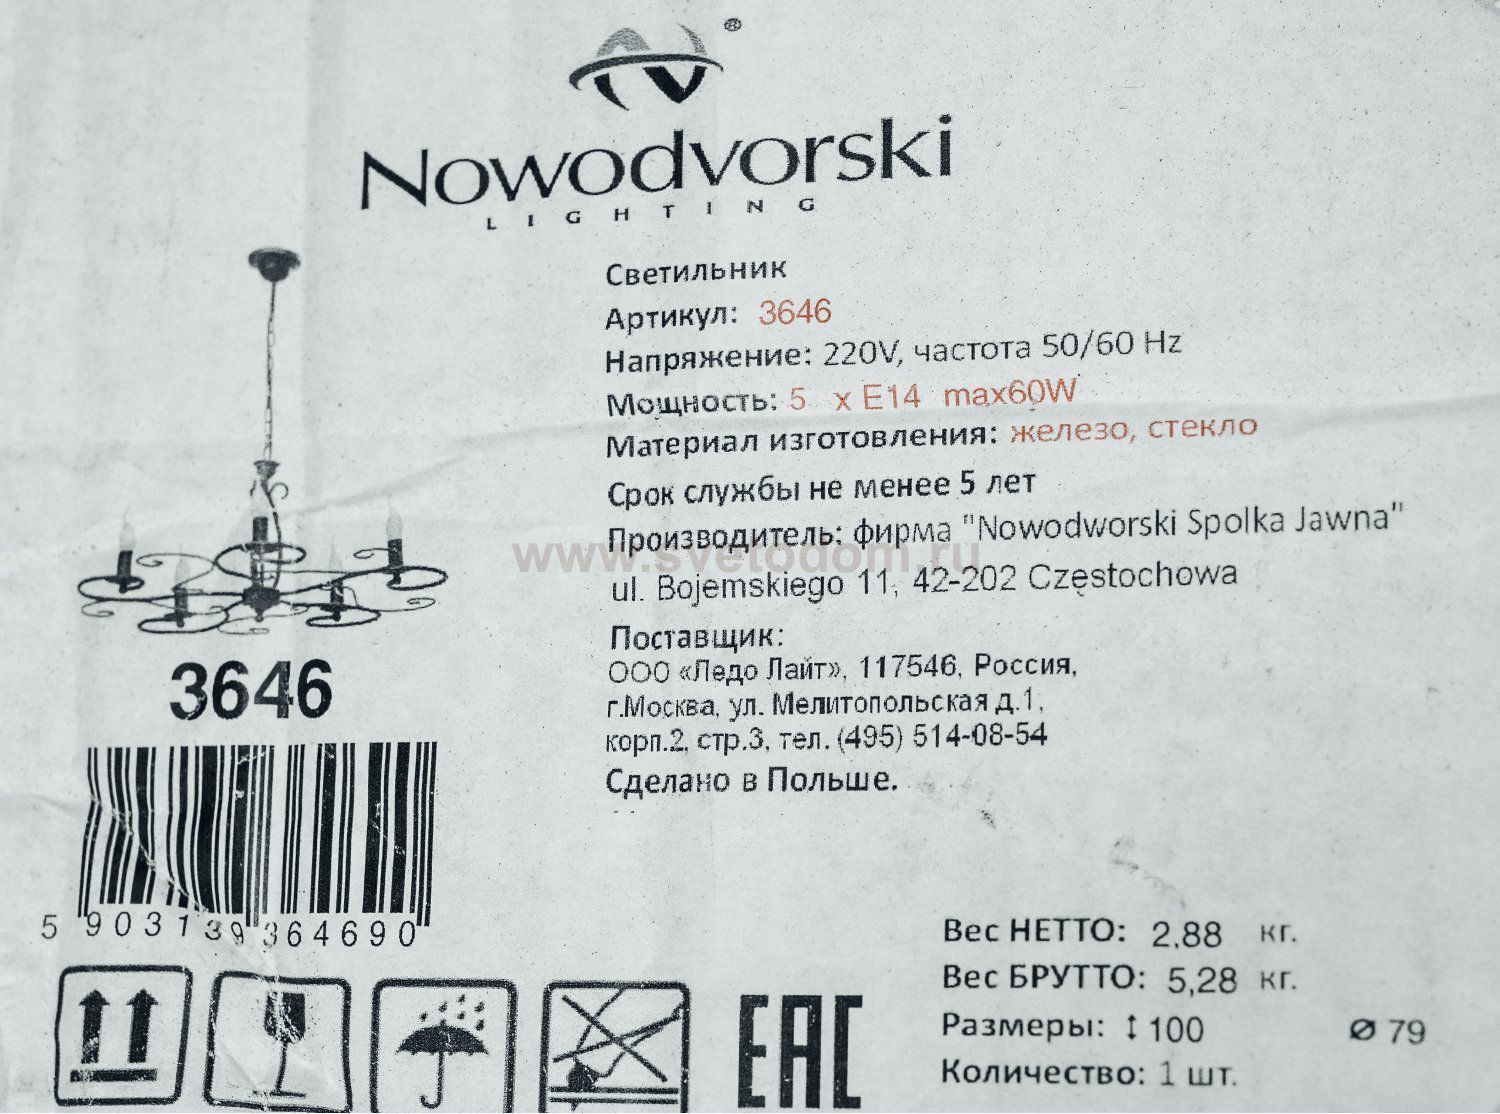 ®
Nowodvorski
LIGHTING
Светильник
Артикул: 3646
Напряжение: 220V, частота 50/60 Hz
Мощность: 5 x E14 max60W
Материал изготовления: железо, стекло
Срок службы не менее 5 лет
Производитель: фирма "Nowodworski Spolka Jawna"
www.svetodom.ru
ul. Bojemskiego 11, 42-202 Częstochowa
Поставщик:
ООО «Ледо Лайт», 117546, Россия,
г.Москва, ул. Мелитопольская д.1,
корп.2, стр.3, тел. (495) 514-08-54
Сделано в Польше.
3646
5 903139 364690
EAC
Вес НЕТТО: 2,88 кг.
Вес БРУТТО: 5,28 кг.
Размеры: ↕ 100 ⌀ 79
Количество: 1 шт.